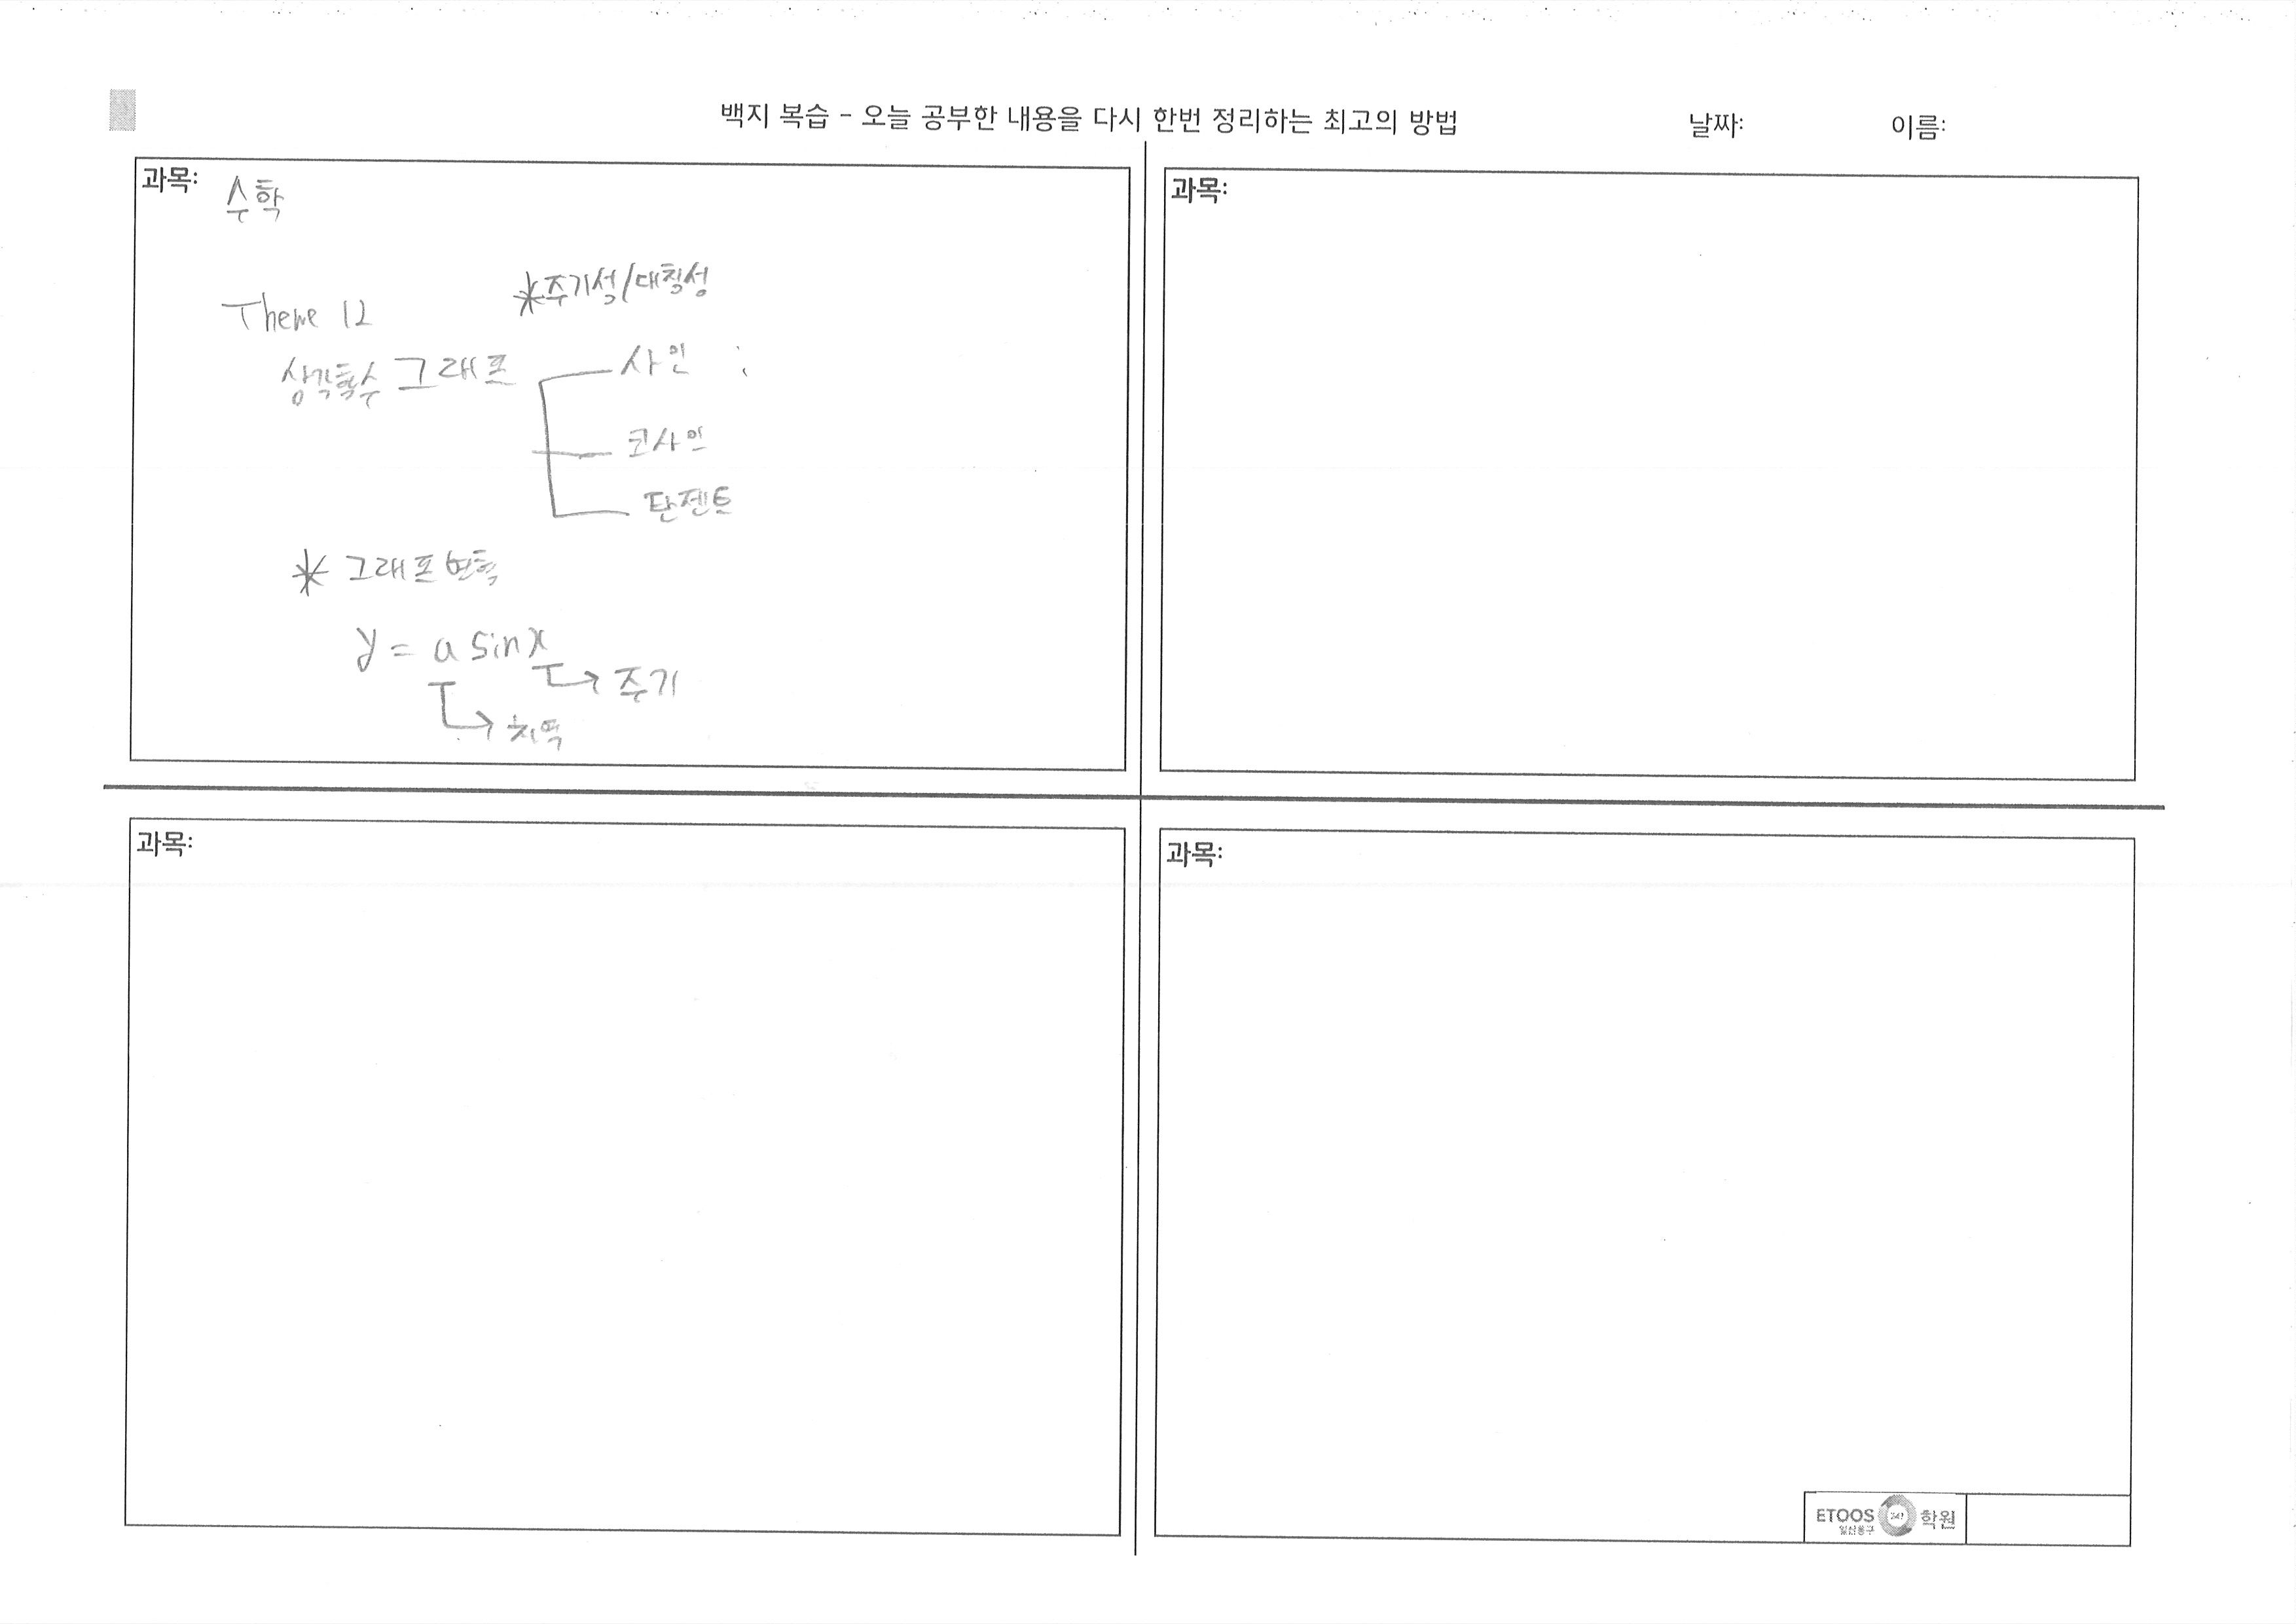 백지 복습 - 오늘 공부한 내용을 다시 한번 정리하는 최고의 방법
날짜:
이름:
과목: 수학
*주기성/대칭성
Theme 12
삼각함수 그래프
사인 :
코사인
탄젠트
* 그래프
y = a sinx
→ 주기
→ 치역
과목:
과목:
과목:
ETOOS 247 학원
일산동구